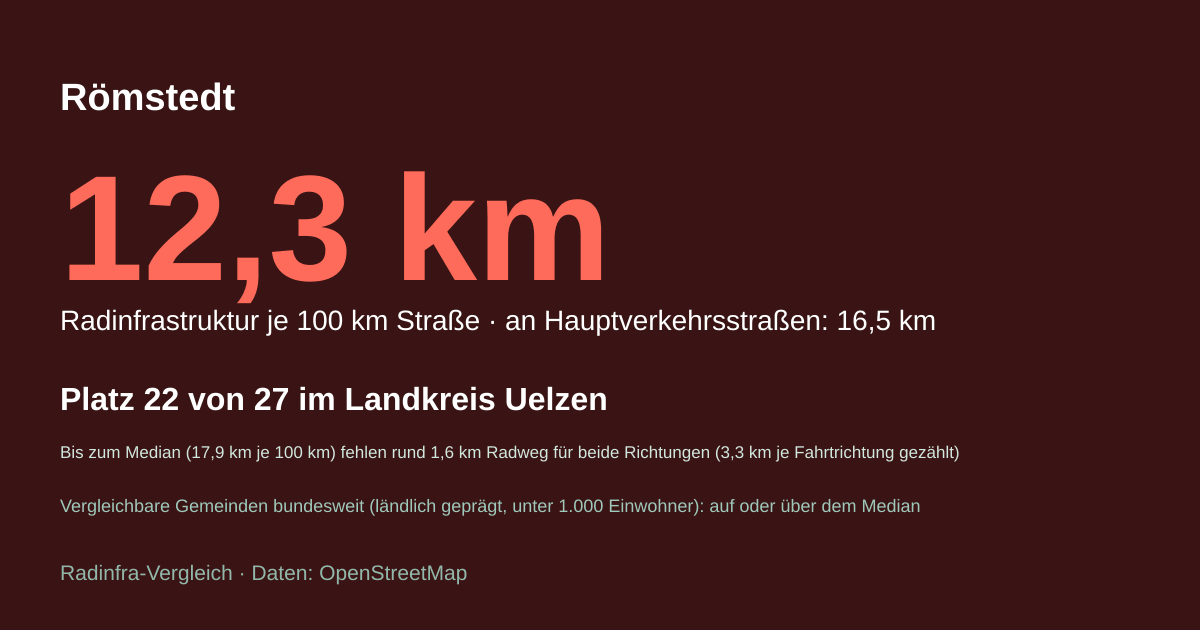 Römstedt
12,3 km
Radinfrastruktur je 100 km Straße · an Hauptverkehrsstraßen: 16,5 km
Platz 22 von 27 im Landkreis Uelzen
Bis zum Median (17,9 km je 100 km) fehlen rund 1,6 km Radweg für beide Richtungen (3,3 km je Fahrtrichtung gezählt)
Vergleichbare Gemeinden bundesweit (ländlich geprägt, unter 1.000 Einwohner): auf oder über dem Median
Radinfra-Vergleich · Daten: OpenStreetMap